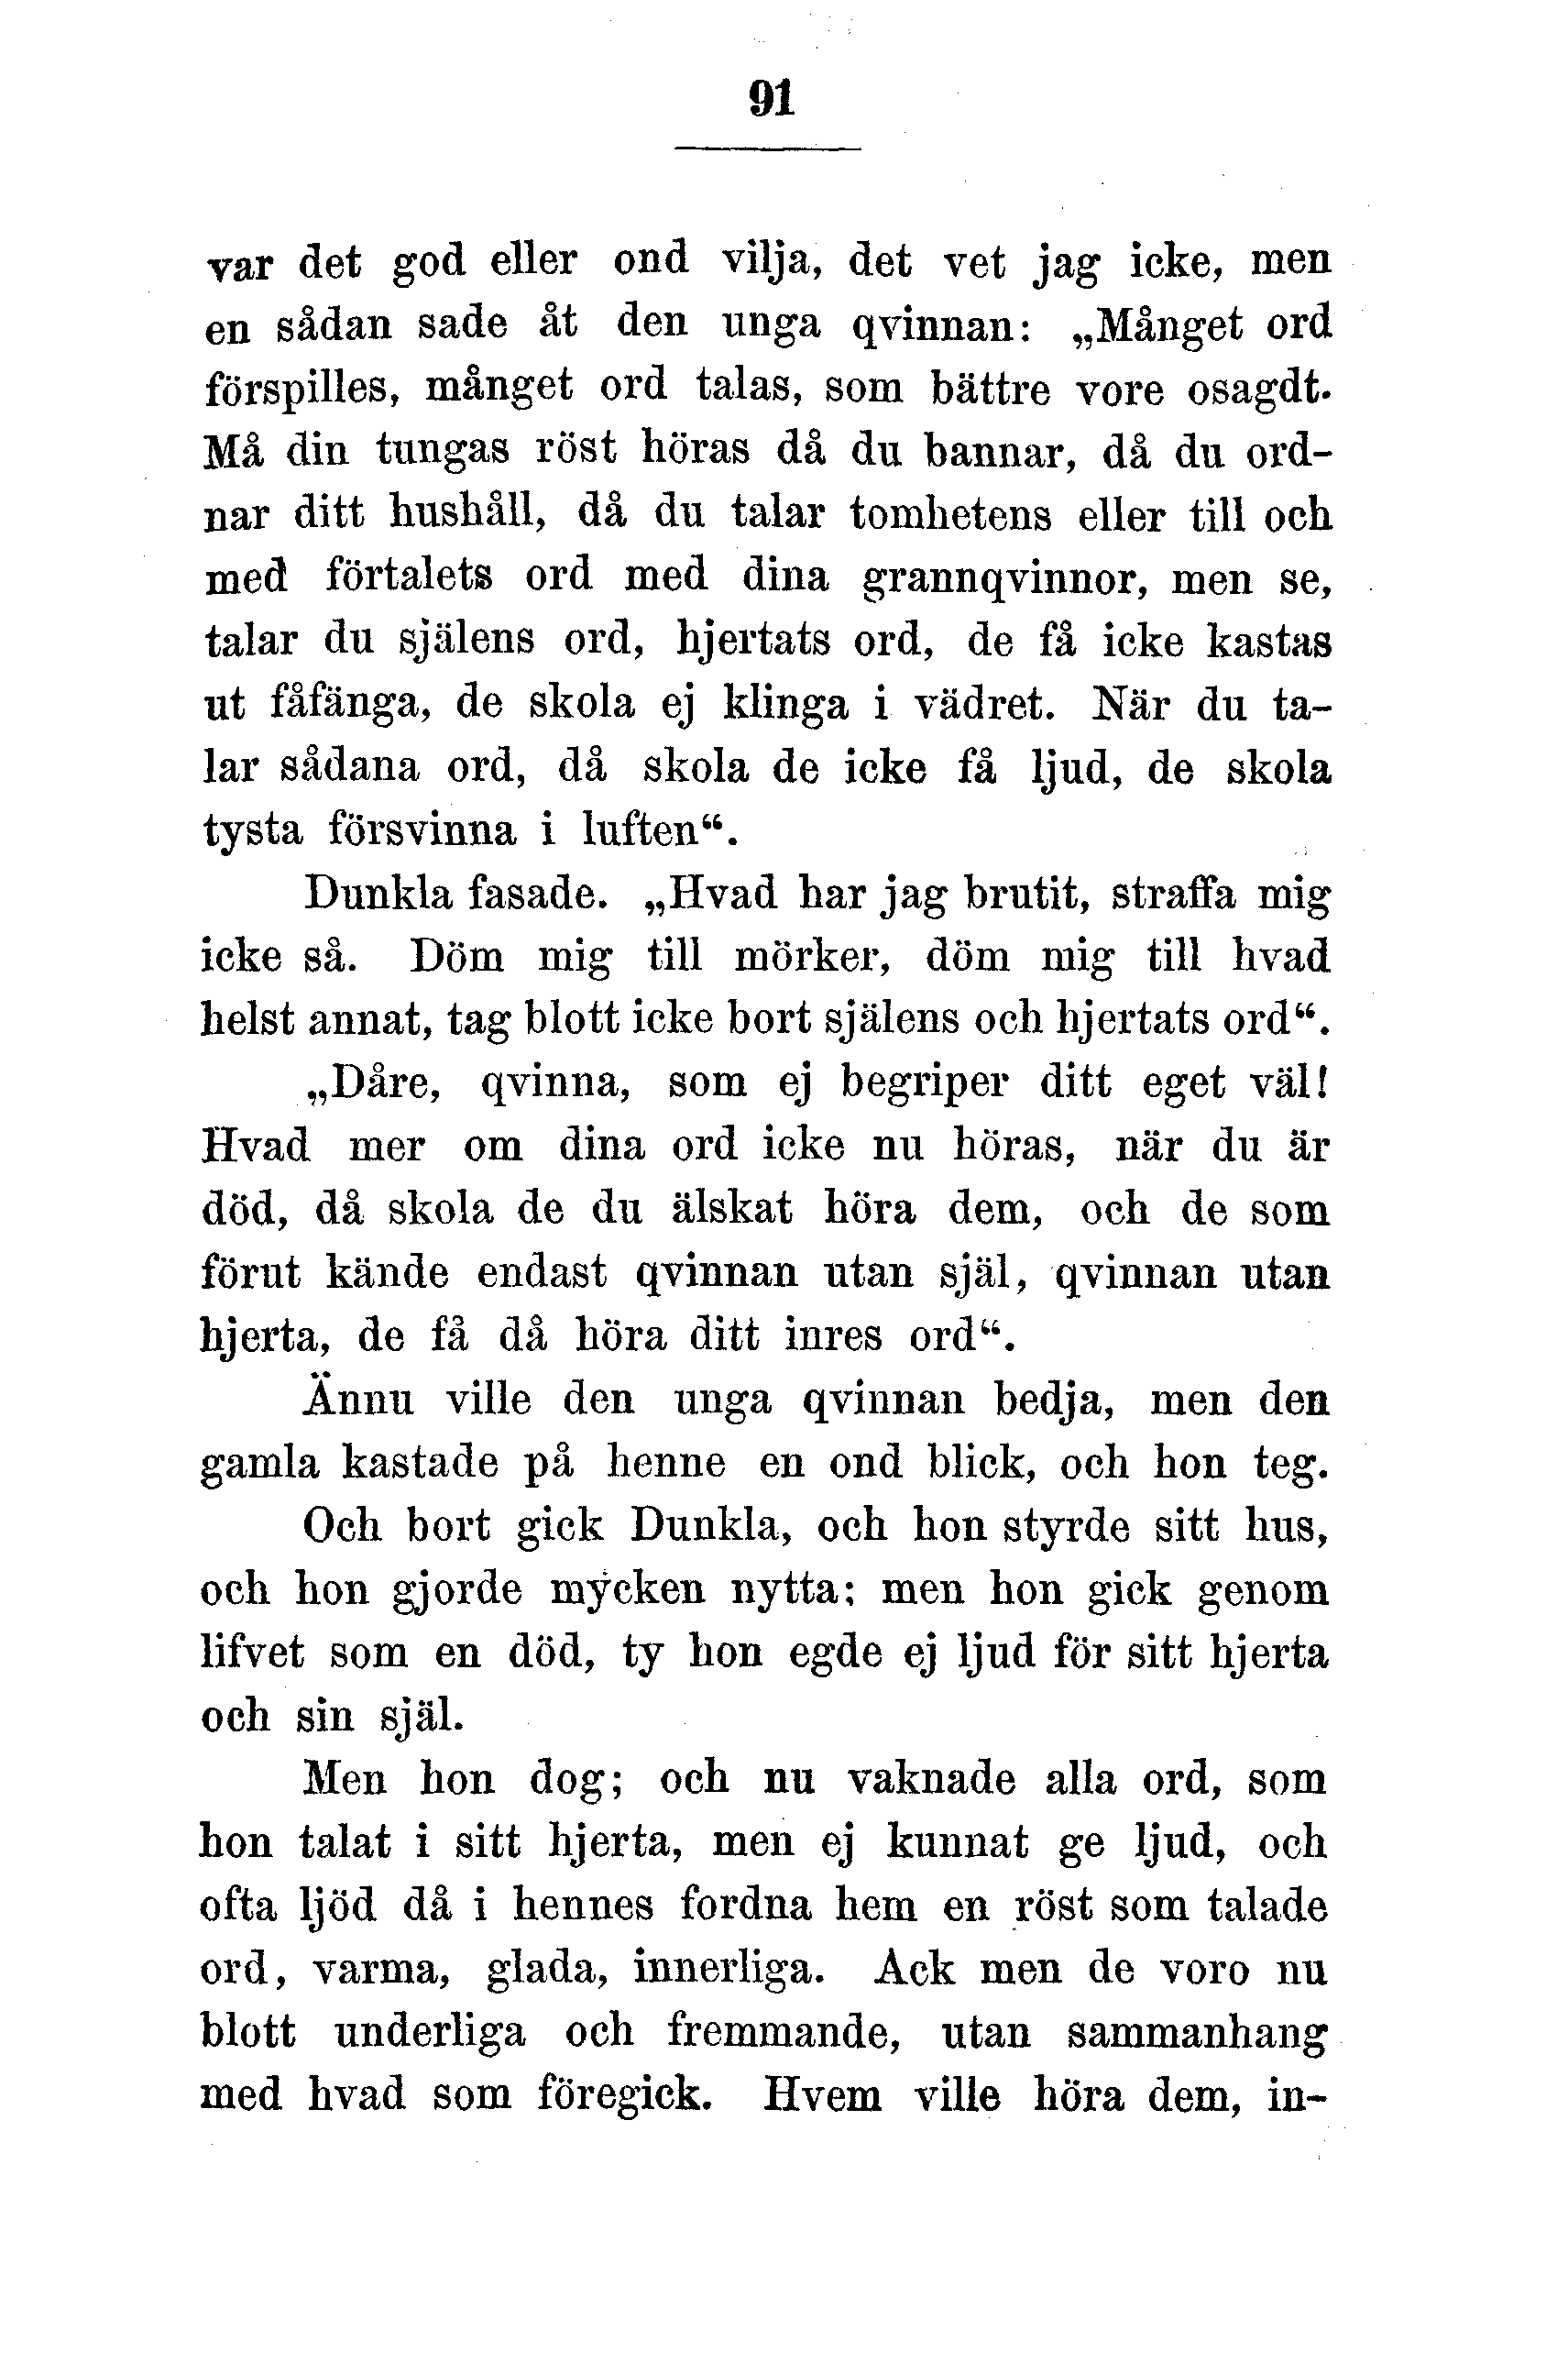 91
var det god eller ond vilja, det vet jag icke, men
en sådan sade åt den unga qvinnan: „Månget ord
förspilles, månget ord talas, som bättre vore osagdt.
Må din tungas röst höras då du bannar, då du ord-
nar ditt hushåll, då du talar tomhetens eller till och
med förtalets ord med dina grannqvinnor, men se,
talar du själens ord, hjertats ord, de få icke kastas
ut fåfänga, de skola ej klinga i vädret. När du ta-
lar sådana ord, då skola de icke få ljud, de skola
tysta försvinna i luften“.
Dunkla fasade. „Hvad har jag brutit, straffa mig
icke så. Döm mig till mörker, döm mig till hvad
helst annat, tag blott icke bort själens och hjertats ord“.
„Dåre, qvinna, som ej begriper ditt eget väl!
Hvad mer om dina ord icke nu höras, när du är
död, då skola de du älskat höra dem, och de som
förut kände endast qvinnan utan själ, qvinnan utan
hjerta, de få då höra ditt inres ord“.
Ännu ville den unga qvinnan bedja, men den
gamla kastade på henne en ond blick, och hon teg.
Och bort gick Dunkla, och hon styrde sitt hus,
och hon gjorde mycken nytta; men hon gick genom
lifvet som en död, ty hon egde ej ljud för sitt hjerta
och sin själ.
Men hon dog; och nu vaknade alla ord, som
hon talat i sitt hjerta, men ej kunnat ge ljud, och
ofta ljöd då i hennes fordna hem en röst som talade
ord, varma, glada, innerliga. Ack men de voro nu
blott underliga och fremmande, utan sammanhang
med hvad som föregick. Hvem ville höra dem, in-